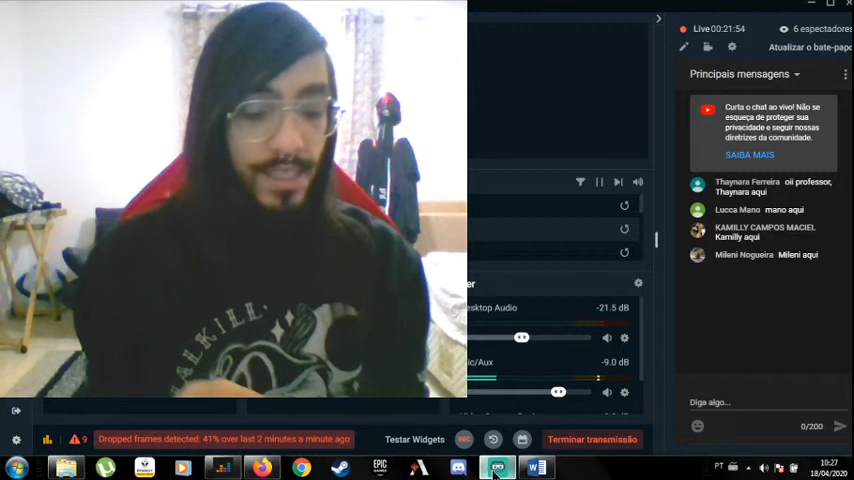 Live 00:21:54
6 espectadores
Atualizar o bate-papo
Principais mensagens
Curta o chat ao vivo! Não se
esqueça de proteger sua
privacidade e seguir nossas
diretrizes da comunidade.
SAIBA MAIS
Thaynara Ferreira oii professor,
Thaynara aqui
Lucca Mano mano aqui
KAMILLY CAMPOS MACIEL
Kamilly aqui
Mileni Nogueira Mileni aqui
Diga algo...
0/200
esktop Audio -21.5 dB
ic/Aux -9.0 dB
ALKILL.
9
Dropped frames detected: 41% over last 2 minutes a minute ago
Testar Widgets
REC
Terminar transmissão
EPIC
GAMES
PT
10:27
18/04/2020